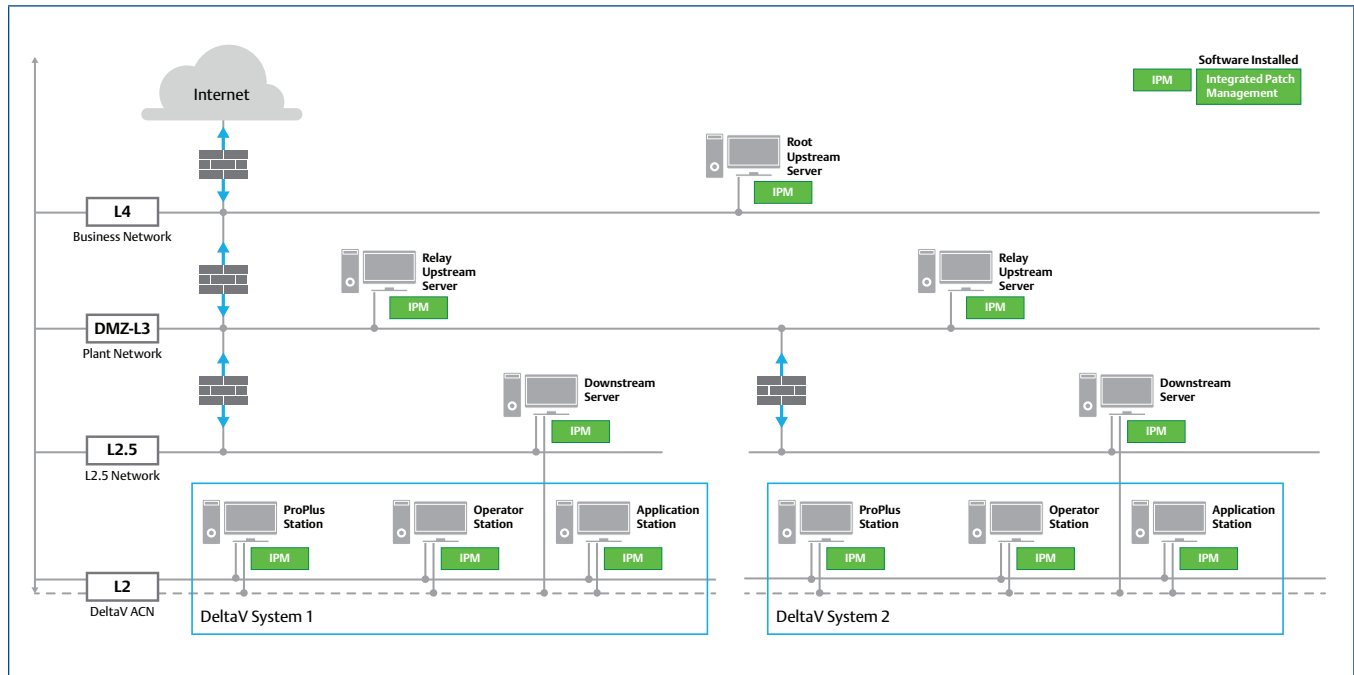 Software Installed
IPM
Integrated Patch
Management
Internet
Root
Upstream
Server
IPM
L4
Business Network
Relay
Upstream
Server
IPM
Relay
Upstream
Server
IPM
DMZ-L3
Plant Network
Downstream
Server
IPM
Downstream
Server
IPM
L2.5
L2.5 Network
ProPlus
Station
IPM
Operator
Station
IPM
Application
Station
IPM
ProPlus
Station
IPM
Operator
Station
IPM
Application
Station
IPM
L2
DeltaV ACN
DeltaV System 1
DeltaV System 2